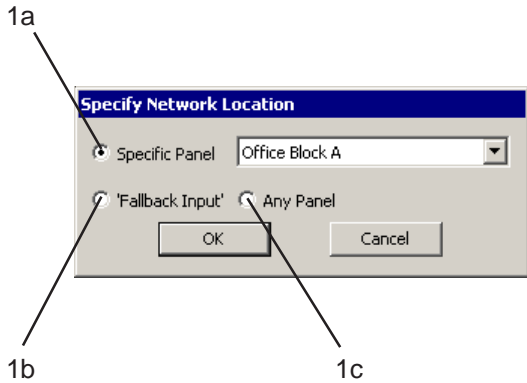 1a
Specify Network Location
Specific Panel Office Block A
'Fallback Input' Any Panel
OK Cancel
1b 1c